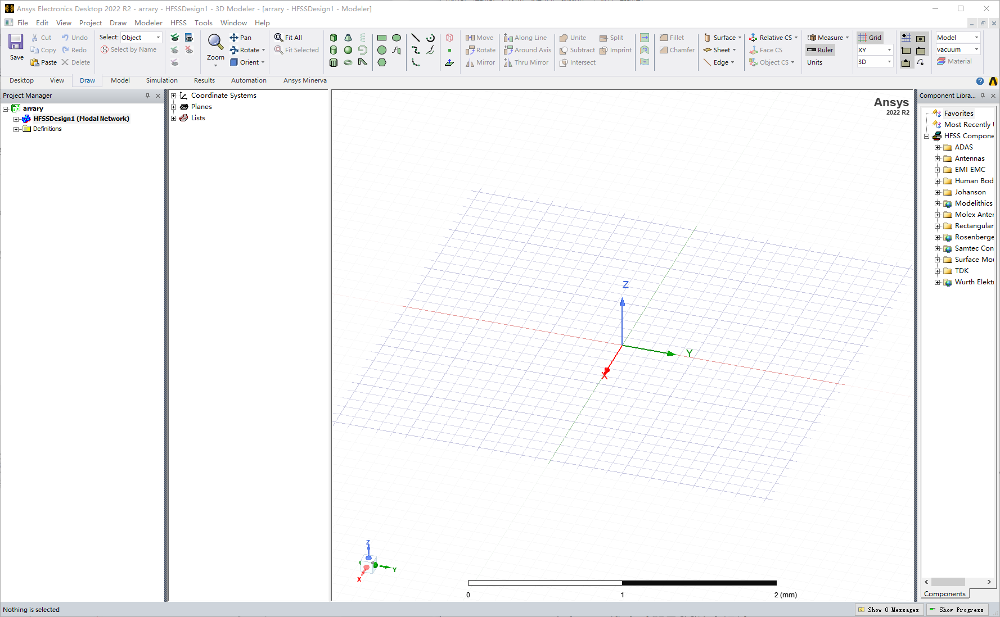 Ansys Electronics Desktop 2022 R2 - arrary - HFSSDesign1 - 3D Modeler - [arrary - HFSSDesign1 - Modeler]
File Edit View Project Draw Modeler HFSS Tools Window Help
Save
Cut
Copy
Paste
Undo
Redo
Delete
Select: Object
Select by Name
Zoom
Pan
Rotate
Orient
Fit All
Fit Selected
Move
Rotate
Mirror
Along Line
Around Axis
Thru Mirror
Unite
Subtract
Intersect
Split
Imprint
Fillet
Chamfer
Surface
Sheet
Edge
Relative CS
Face CS
Object CS
Measure
Ruler
Units
Grid
XY
3D
Model
vacuum
Material
Desktop View Draw Model Simulation Results Automation Ansys Minerva
Project Manager
arrary
HFSSDesign1 (Modal Network)
Definitions
Coordinate Systems
Planes
Lists
Ansys
2022 R2
Z
Y
X
Z
Y
X
0 1 2 (mm)
Component Libra...
Favorites
Most Recently
HFSS Compone
ADAS
Antennas
EMI EMC
Human Bod
Johanson
Modelithics
Molex Anter
Rectangular
Rosenberge
Samtec Con
Surface Mo
TDK
Wurth Elekt
Components
Nothing is selected
Show 0 Messages
Show Progress